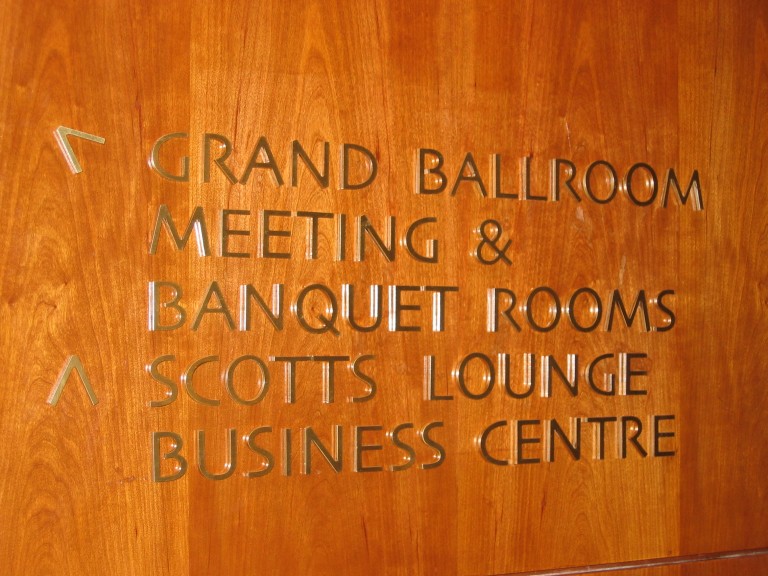 GRAND BALLROOM
MEETING &
BANQUET ROOMS
SCOTTS LOUNGE
BUSINESS CENTRE